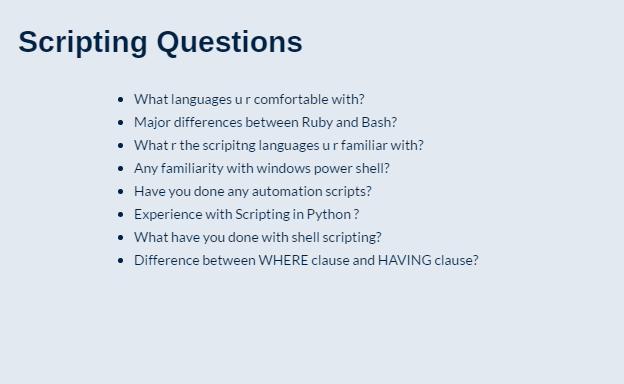 Scripting Questions
• What languages u r comfortable with?
• Major differences between Ruby and Bash?
• What r the scripitng languages u r familiar with?
• Any familiarity with windows power shell?
• Have you done any automation scripts?
• Experience with Scripting in Python ?
• What have you done with shell scripting?
• Difference between WHERE clause and HAVING clause?